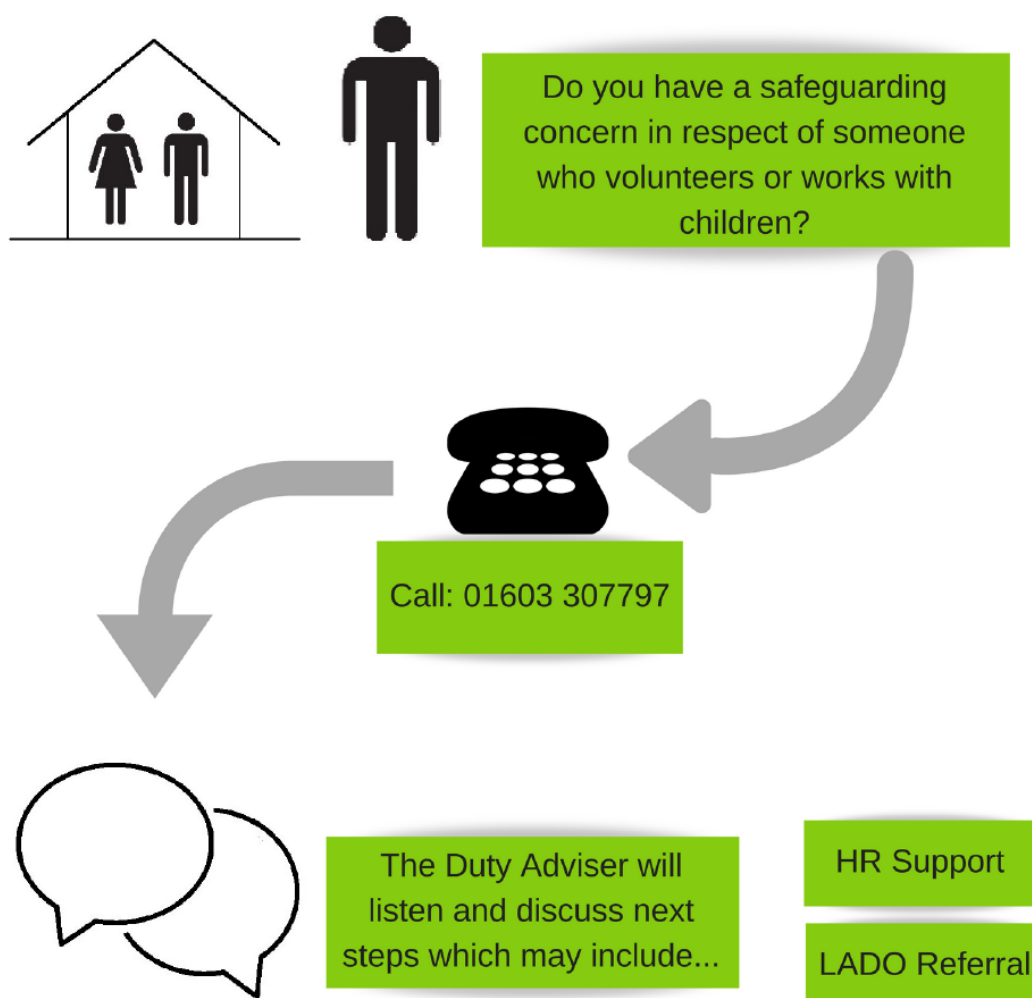 Do you have a safeguarding
concern in respect of someone
who volunteers or works with
children?
Call: 01603 307797
The Duty Adviser will
listen and discuss next
steps which may include...
HR Support
LADO Referral